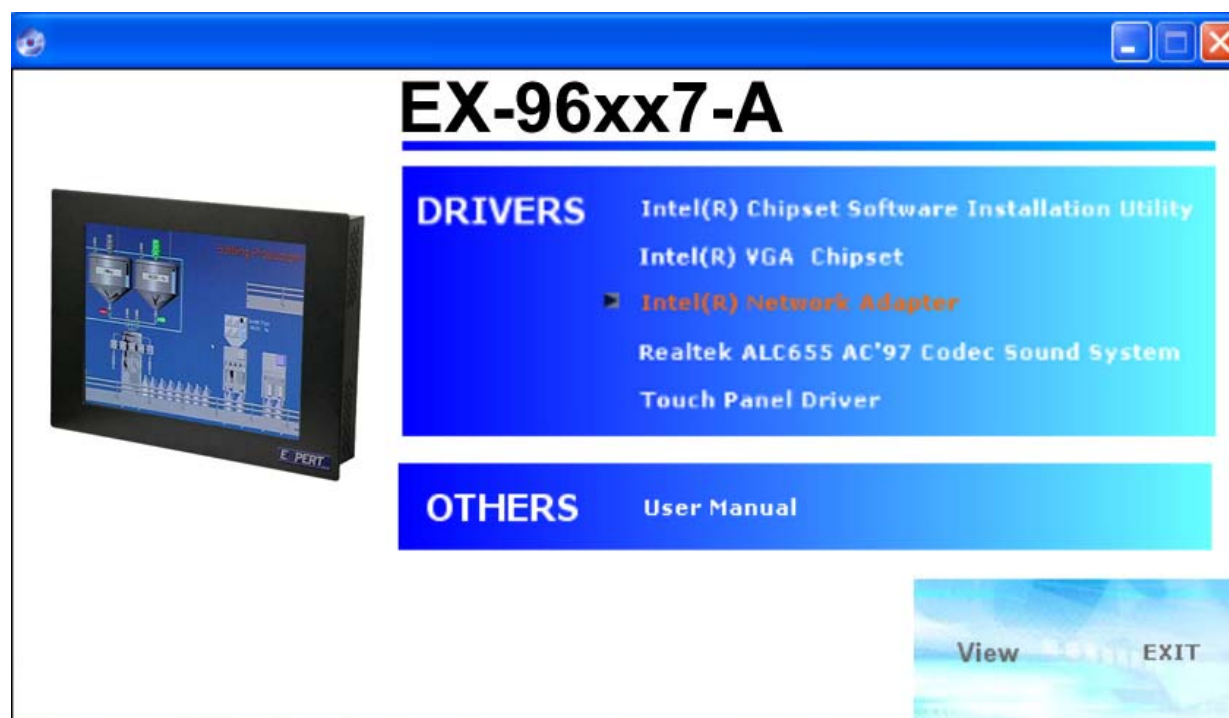 EX-96xx7-A
DRIVERS
Intel(R) Chipset Software Installation Utility
Intel(R) VGA Chipset
Intel(R) Network Adapter
Realtek ALC655 AC'97 Codec Sound System
Touch Panel Driver
OTHERS
User Manual
E PERT
View
EXIT